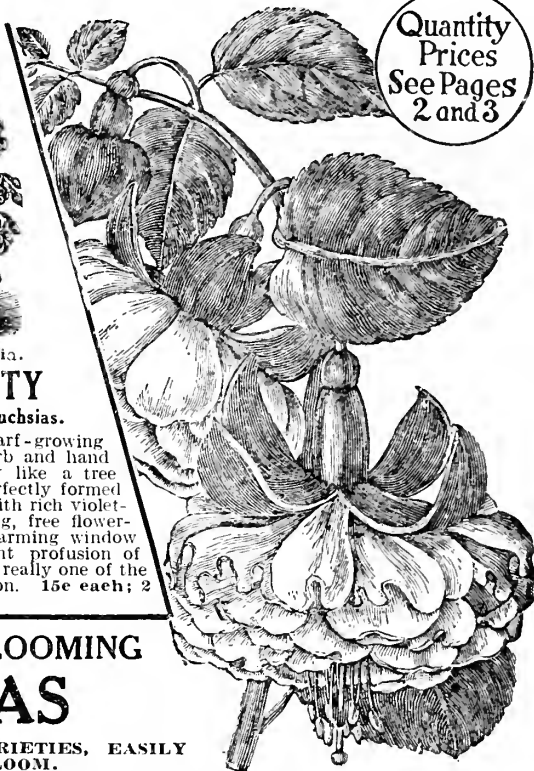 Quantity
Prices
See Pages
2 and 3
ia.
TY
uchsias.
arf-growing
rb and hand
like a tree
rfectly formed
ith rich violet-
g, free flower-
arming window
nt profusion of
really one of the
on. 15c each; 2
LOOMING
AS
RIETIES, EASILY
LOOM.